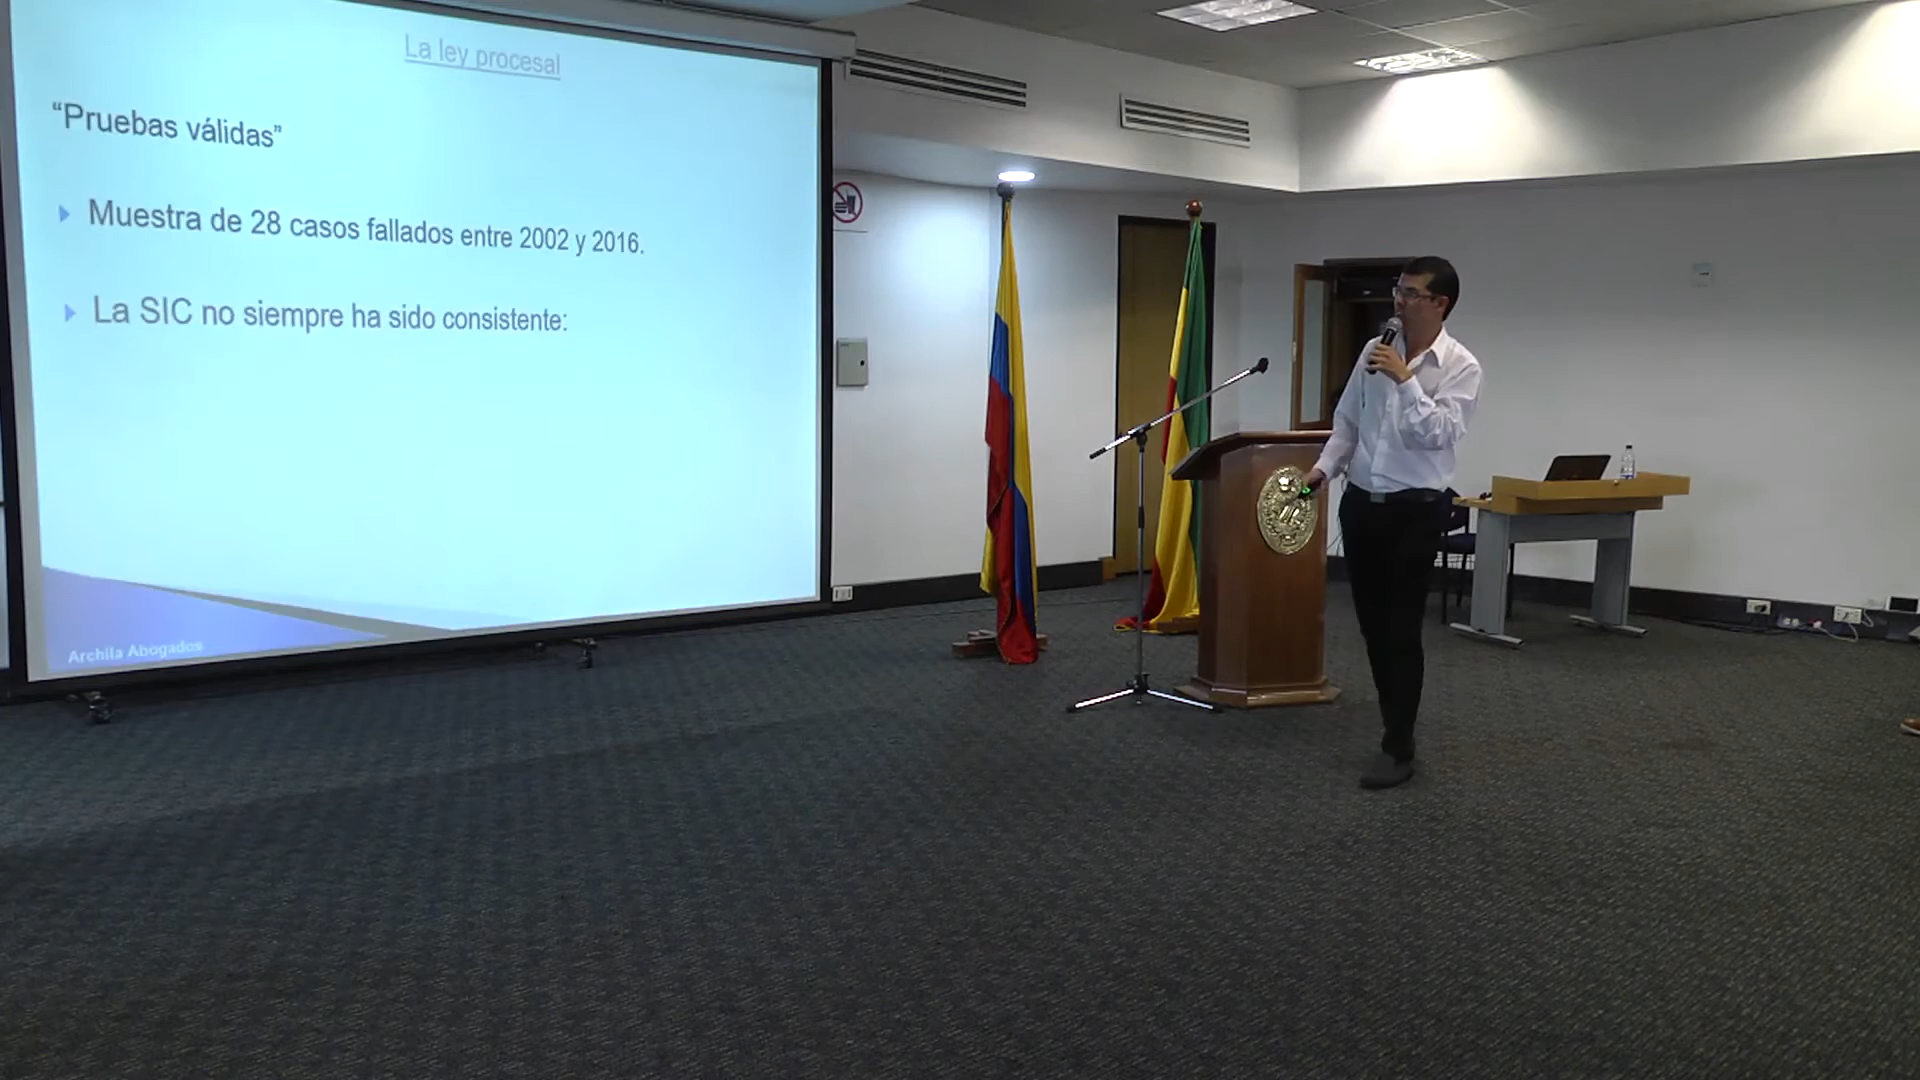 La ley procesal
“Pruebas válidas”
Muestra de 28 casos fallados entre 2002 y 2016.
La SIC no siempre ha sido consistente:
Archila Abogados